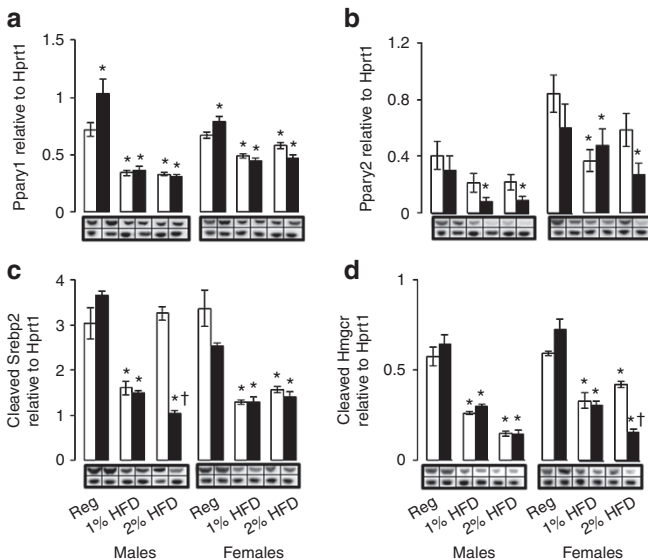 a
Ppary1 relative to Hprt1
1.5
1
0.5
0
*
* *
* *
*
* *
* *
b
Ppary2 relative to Hprt1
1.2
0.8
0.4
0
*
*
* *
*
c
Cleaved Srebp2
relative to Hprt1
4
3
2
1
0
* *
*†
* *
* *
Reg
1% HFD
2% HFD
Males
Reg
1% HFD
2% HFD
Females
d
Cleaved Hmgcr
relative to Hprt1
1
0.5
0
* *
* *
* *
*
*†
Reg
1% HFD
2% HFD
Males
Reg
1% HFD
2% HFD
Females